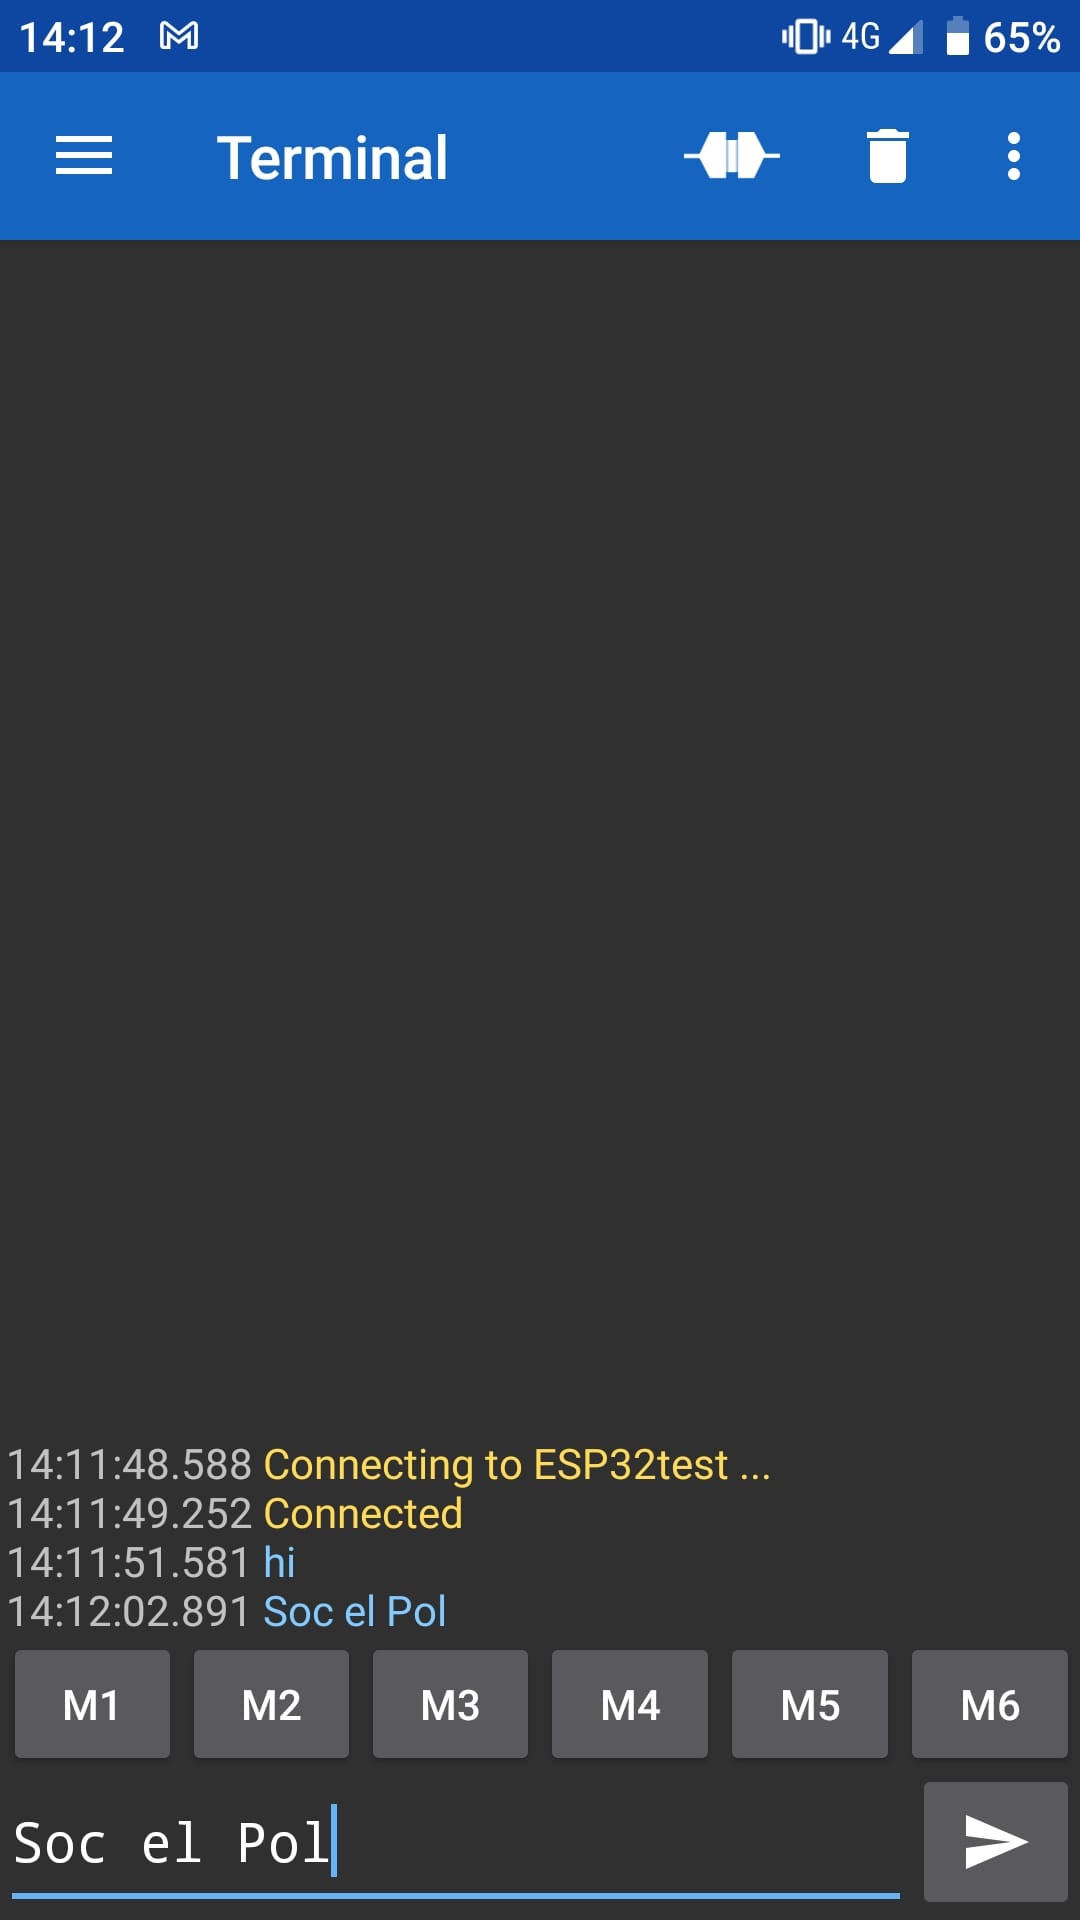 14:12 4G 65%
Terminal
14:11:48.588 Connecting to ESP32test ...
14:11:49.252 Connected
14:11:51.581 hi
14:12:02.891 Soc el Pol
M1 M2 M3 M4 M5 M6
Soc el Pol